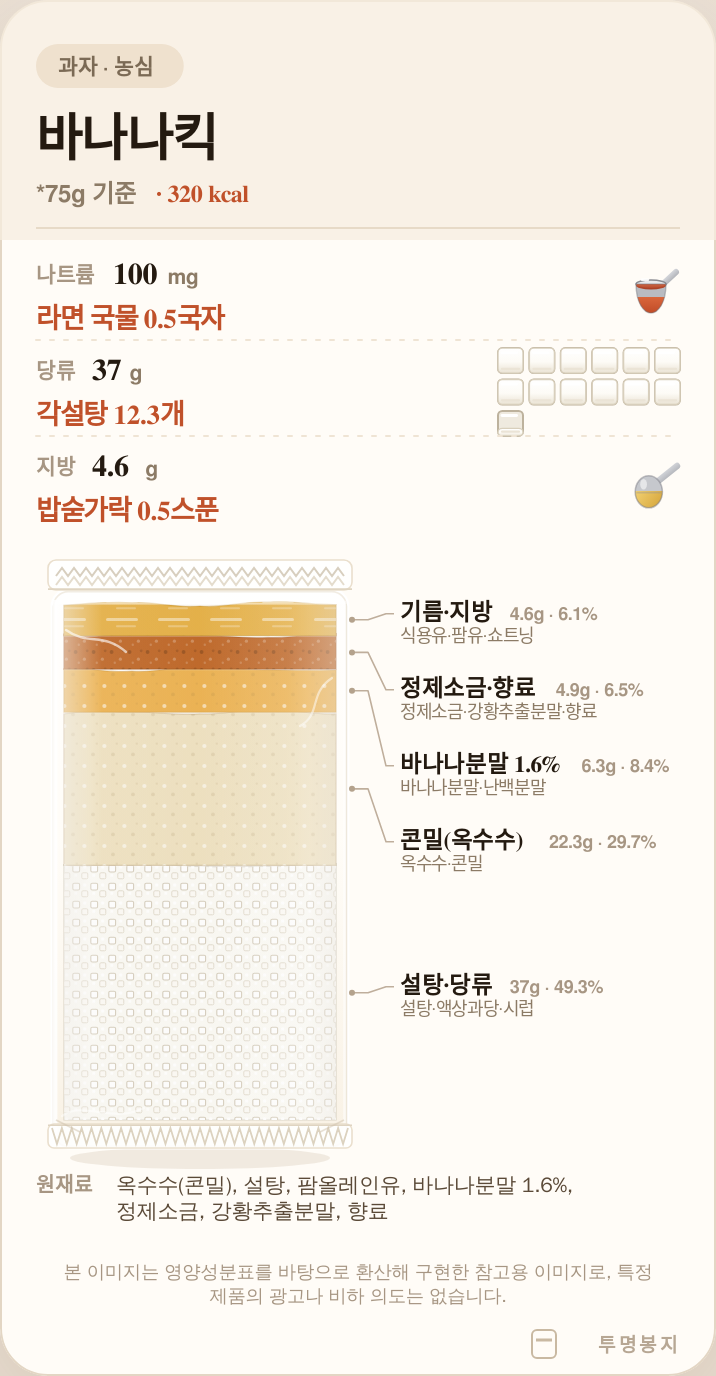 과자 · 농심
바나나킥
*75g 기준 · 320 kcal
나트륨 100 mg
라면 국물 0.5국자
당류 37 g
각설탕 12.3개
지방 4.6 g
밥숟가락 0.5스푼
기름·지방 4.6g · 6.1%
식용유·팜유·쇼트닝
정제소금·향료 4.9g · 6.5%
정제소금·강황추출분말·향료
바나나분말 1.6% 6.3g · 8.4%
바나나분말·난백분말
콘밀(옥수수) 22.3g · 29.7%
옥수수·콘밀
설탕·당류 37g · 49.3%
설탕·액상과당·시럽
원재료 옥수수(콘밀), 설탕, 팜올레인유, 바나나분말 1.6%,
정제소금, 강황추출분말, 향료
본 이미지는 영양성분표를 바탕으로 환산해 구현한 참고용 이미지로, 특정
제품의 광고나 비하 의도는 없습니다.
투명봉지